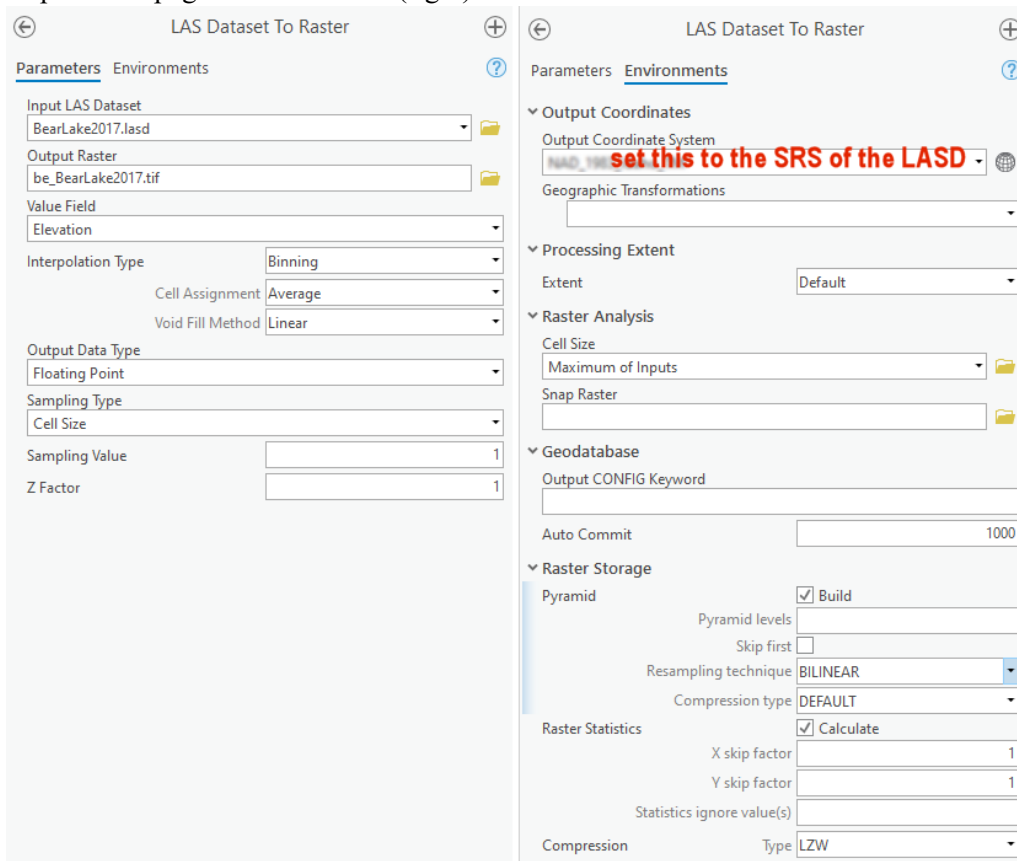 LAS Dataset To Raster
Parameters Environments
Input LAS Dataset
BearLake2017.lasd
Output Raster
be_BearLake2017.tif
Value Field
Elevation
Interpolation Type Binning
Cell Assignment Average
Void Fill Method Linear
Output Data Type
Floating Point
Sampling Type
Cell Size
Sampling Value 1
Z Factor 1
LAS Dataset To Raster
Parameters Environments
Output Coordinates
Output Coordinate System
set this to the SRS of the LASD
Geographic Transformations
Processing Extent
Extent Default
Raster Analysis
Cell Size
Maximum of Inputs
Snap Raster
Geodatabase
Output CONFIG Keyword
Auto Commit 1000
Raster Storage
Pyramid Build
Pyramid levels
Skip first
Resampling technique BILINEAR
Compression type DEFAULT
Raster Statistics Calculate
X skip factor 1
Y skip factor 1
Statistics ignore value(s)
Compression Type LZW